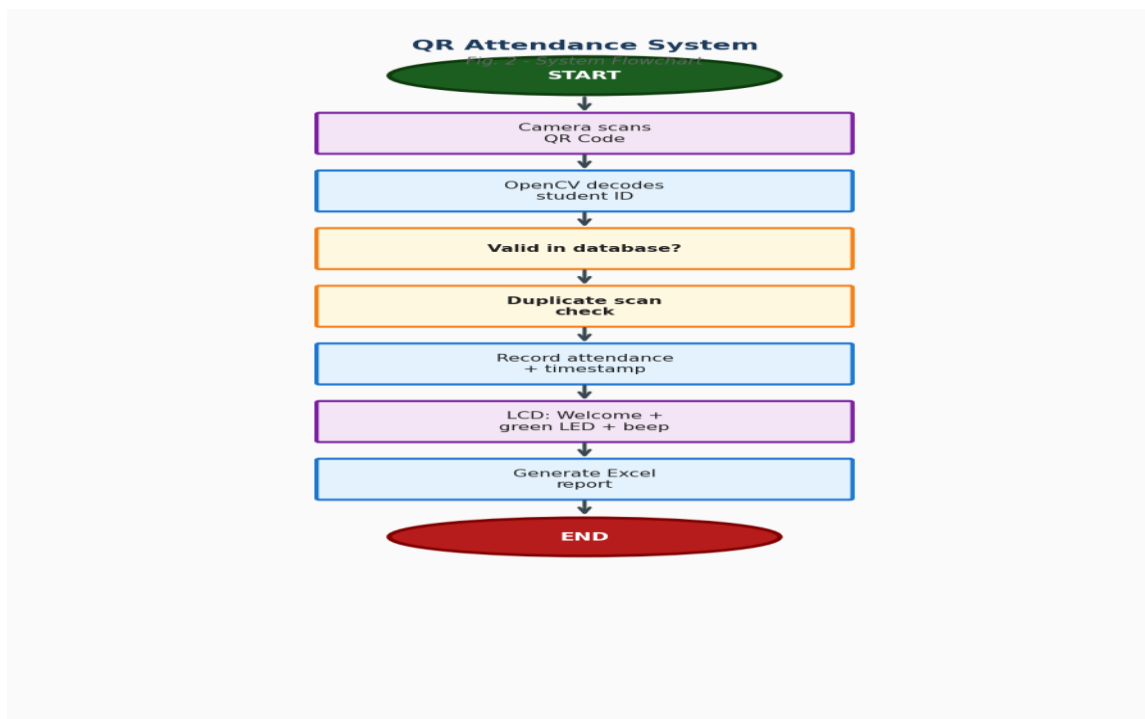 QR Attendance System
Fig. 2 - System Flowchart
START
Camera scans
QR Code
OpenCV decodes
student ID
Valid in database?
Duplicate scan
check
Record attendance
+ timestamp
LCD: Welcome +
green LED + beep
Generate Excel
report
END